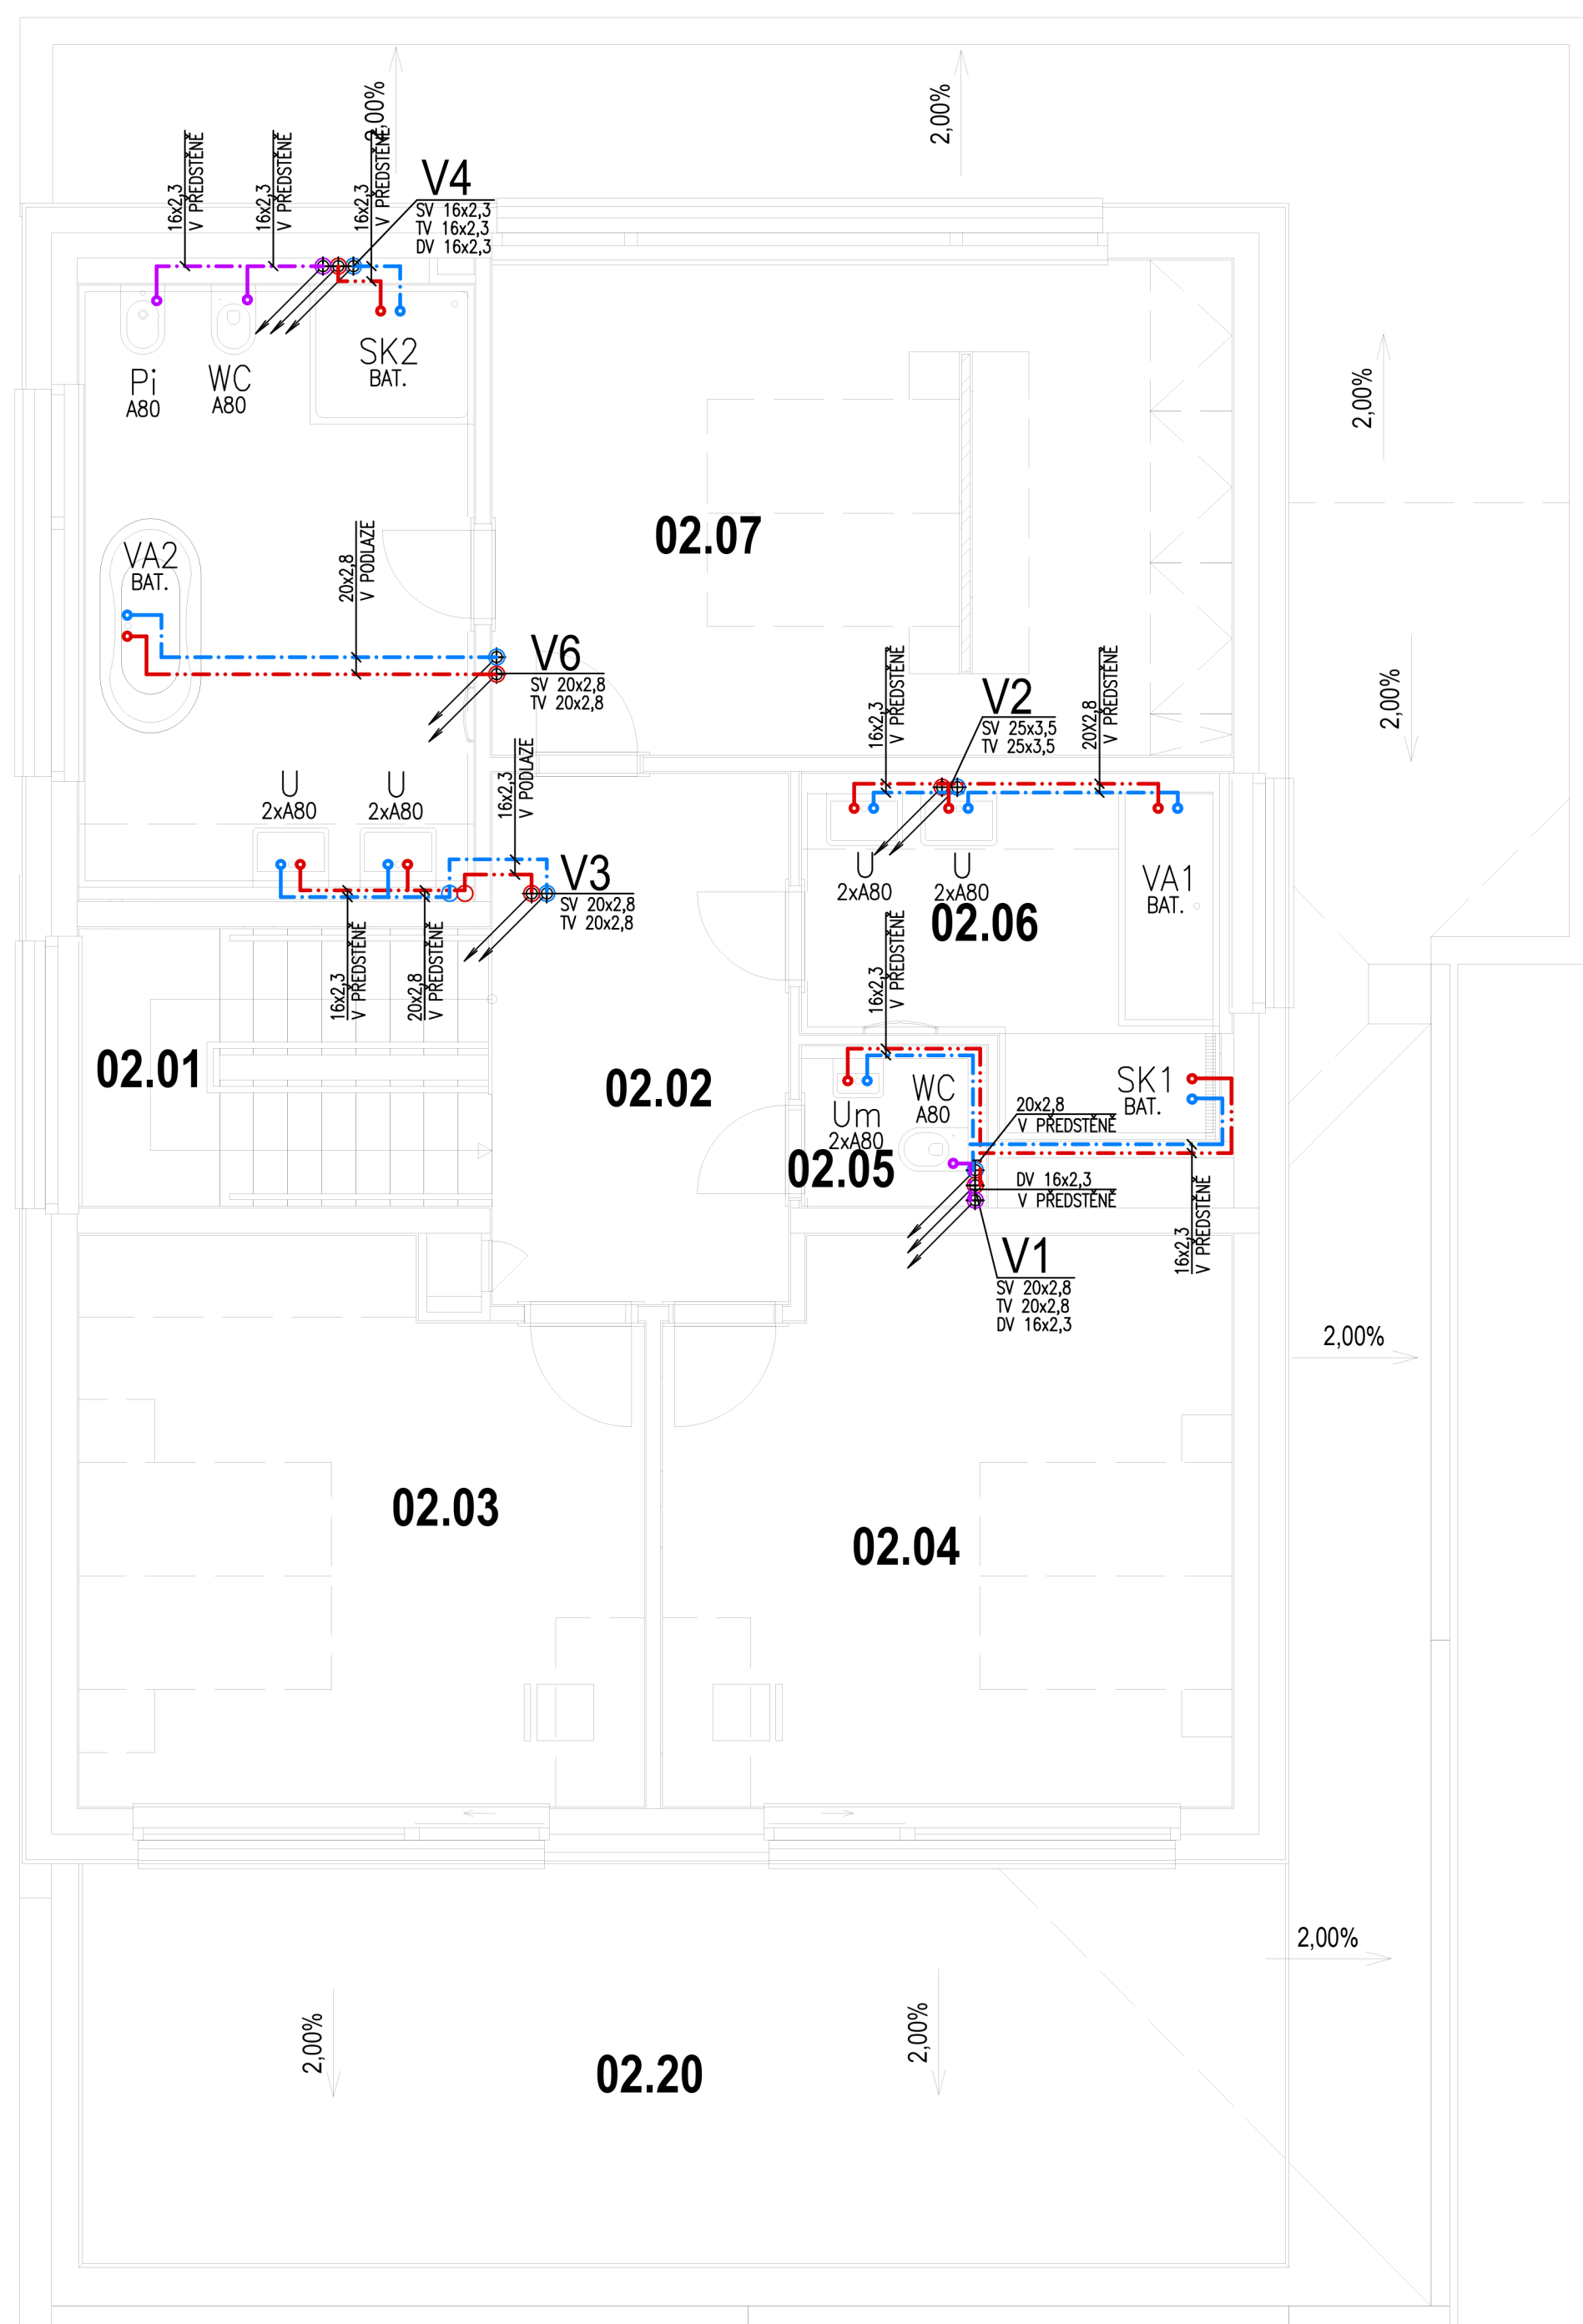 2,00%
2,00%
16x2,3
V PŘEDSTĚNĚ
16x2,3
V PŘEDSTĚNĚ
16x2,3
V PŘEDSTĚNĚ
V4
SV 16x2,3
TV 16x2,3
DV 16x2,3
SK2
BAT.
Pi
A80
WC
A80
2,00%
02.07
VA2
BAT.
20x2,8
V PODLAZE
V6
SV 20x2,8
TV 20x2,8
16x2,3
V PŘEDSTĚNĚ
V2
SV 25x3,5
TV 25x3,5
20X2,8
V PŘEDSTĚNĚ
2,00%
U
2xA80
U
2xA80
16x2,3
V PODLAZE
V3
SV 20x2,8
TV 20x2,8
U
2xA80
U
2xA80
VA1
BAT.
02.06
16x2,3
V PŘEDSTĚNĚ
20x2,8
V PŘEDSTĚNĚ
16x2,3
V PŘEDSTĚNĚ
02.01
02.02
WC
A80
Um
2xA80
02.05
SK1
BAT.
20x2,8
V PŘEDSTĚNĚ
DV 16x2,3
V PŘEDSTĚNĚ
16x2,3
V PŘEDSTĚNĚ
V1
SV 20x2,8
TV 20x2,8
DV 16x2,3
2,00%
02.03
02.04
2,00%
2,00%
2,00%
02.20